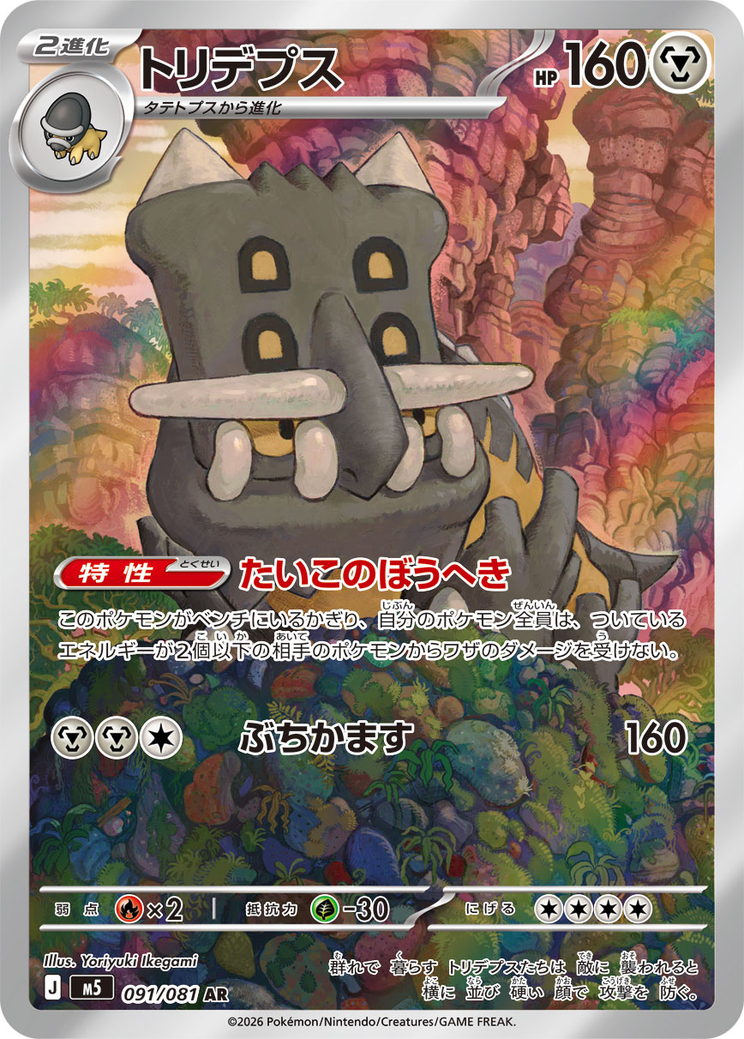 2進化 トリデプス HP 160
タテトプスから進化
特性 とくせい たいこのぼうへき
このポケモンがベンチにいるかぎり、自分のポケモン全員は、ついている
エネルギーが2個以下の相手のポケモンからワザのダメージを受けない。
ぶちかます 160
弱点 ×2 抵抗力 -30 にげる
Illus. Yoriyuki Ikegami
群れで 暮らす トリデプスたちは 敵に 襲われると
横に 並び 硬い 顔で 攻撃を 防ぐ。
J M5 091/081 AR
©2026 Pokémon/Nintendo/Creatures/GAME FREAK.